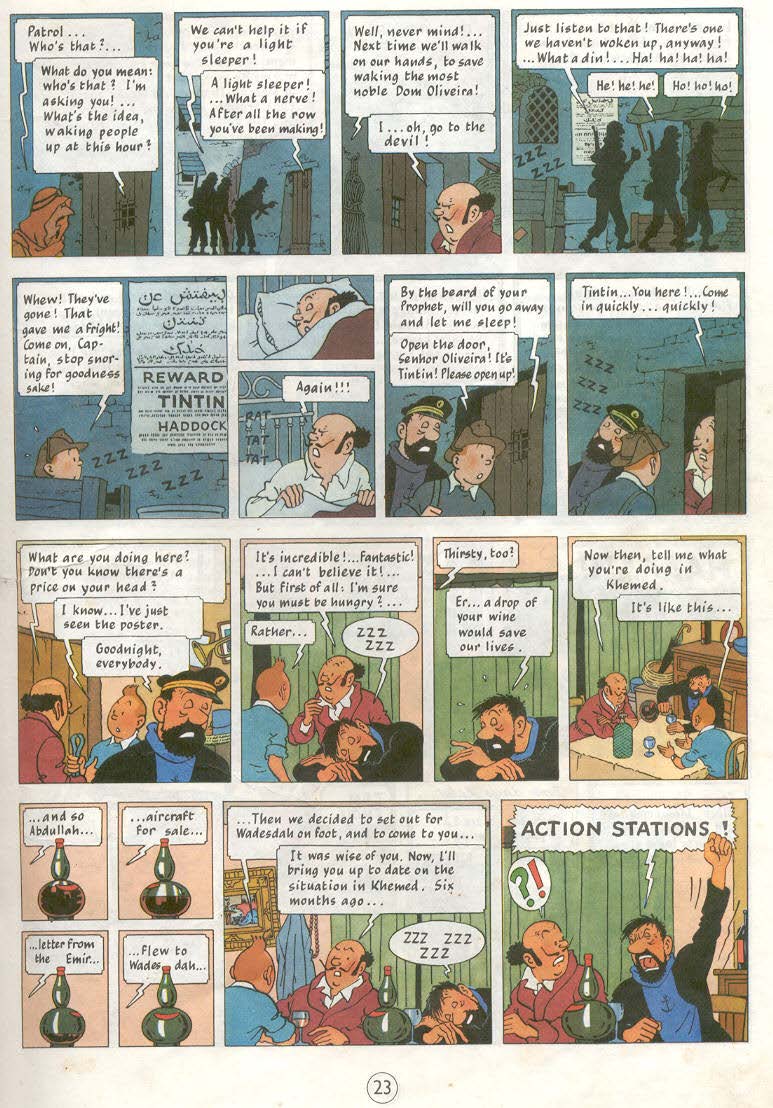 Patrol...
Who's that?...
What do you mean:
who's that? I'm
asking you!...
What's the idea,
waking people
up at this hour?
We can't help it if
you're a light
sleeper!
A light sleeper!
...What a nerve!
After all the row
you've been making!
Well, never mind!...
Next time we'll walk
on our hands, to save
waking the most
noble Dom Oliveira!
I...oh, go to the
devil!
Just listen to that! There's one
we haven't woken up, anyway!
...What a din!...Ha! ha! ha! ha!
He! he! he!
Ho! ho! ho!
ZZZ
ZZZ
Whew! They've
gone! That
gave me a fright!
Come on, Cap-
tain, stop snor-
ing for goodness
sake!
ZZZ
ZZZ
ZZZ
REWARD
TINTIN
HADDOCK
Again!!!
RAT
TAT
TAT
By the beard of your
Prophet, will you go away
and let me sleep!
Open the door,
Senhor Oliveira! It's
Tintin! Please open up!
Tintin...You here!...Come
in quickly...quickly!
ZZZ
ZZZ
ZZZ
What are you doing here?
Don't you know there's a
price on your head?
I know...I've just
seen the poster.
Goodnight,
everybody.
It's incredible!...Fantastic!
...I can't believe it!...
But first of all: I'm sure
you must be hungry?...
Rather...
ZZZ
ZZZ
Thirsty, too?
Er...a drop of
your wine
would save
our lives.
Now then, tell me what
you're doing in
Khemed.
It's like this...
...and so
Abdullah...
...aircraft
for sale...
...letter from
the Emir...
...Flew to
Wades dah...
...Then we decided to set out for
Wadesdah on foot, and to come to you...
It was wise of you. Now, I'll
bring you up to date on the
situation in Khemed. Six
months ago...
ZZZ ZZZ
ZZZ
ACTION STATIONS!
?!
23